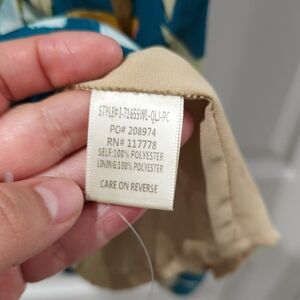 STYLE# I-71655WL-QLJ-PC
PO# 208974
RN# 117778
SELF:100% POLYESTER
LINING:100% POLYESTER
CARE ON REVERSE